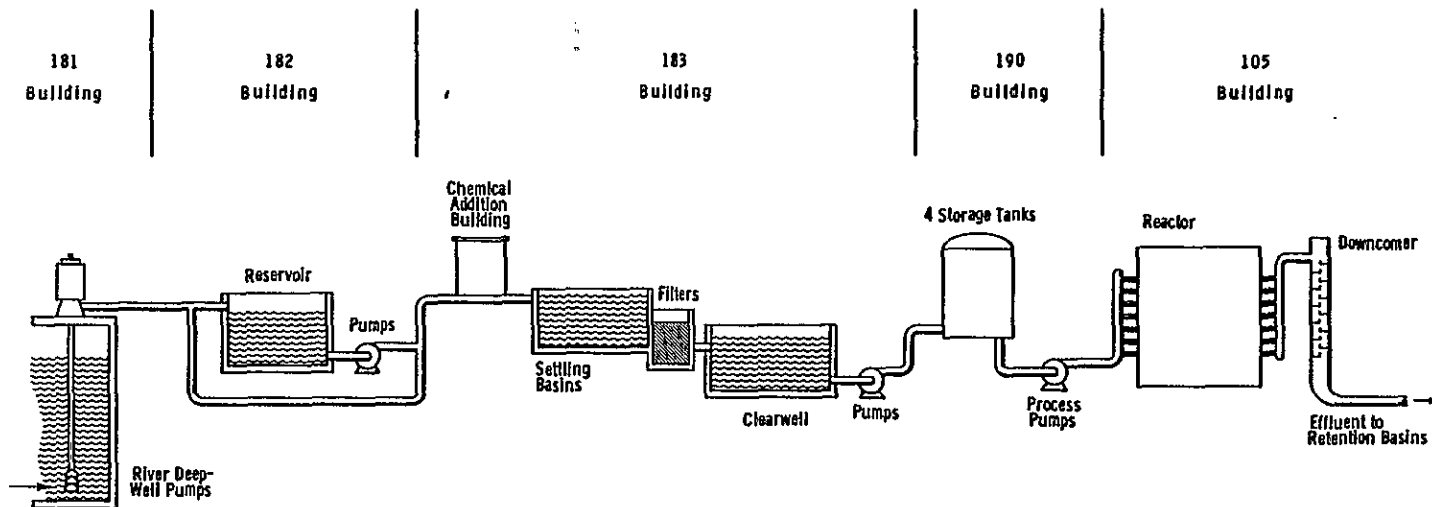 181
Building
182
Building
183
Building
190
Building
105
Building
Chemical
Addition
Building
4 Storage Tanks
Reactor
Downcomer
Reservoir
Filters
Pumps
Settling
Basins
Clearwell
Pumps
Process
Pumps
Effluent to
Retention Basins
River Deep-
Well Pumps